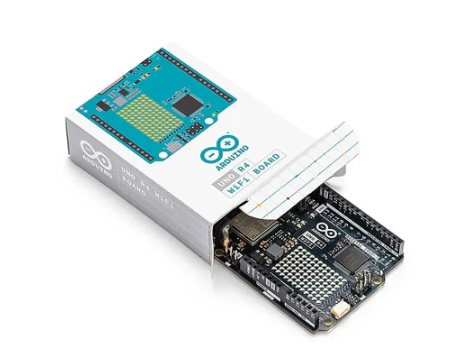 ARDUINO
UNO R4
WiFi BOARD
ARDUINO
UNO R4 WiFi
BOARD